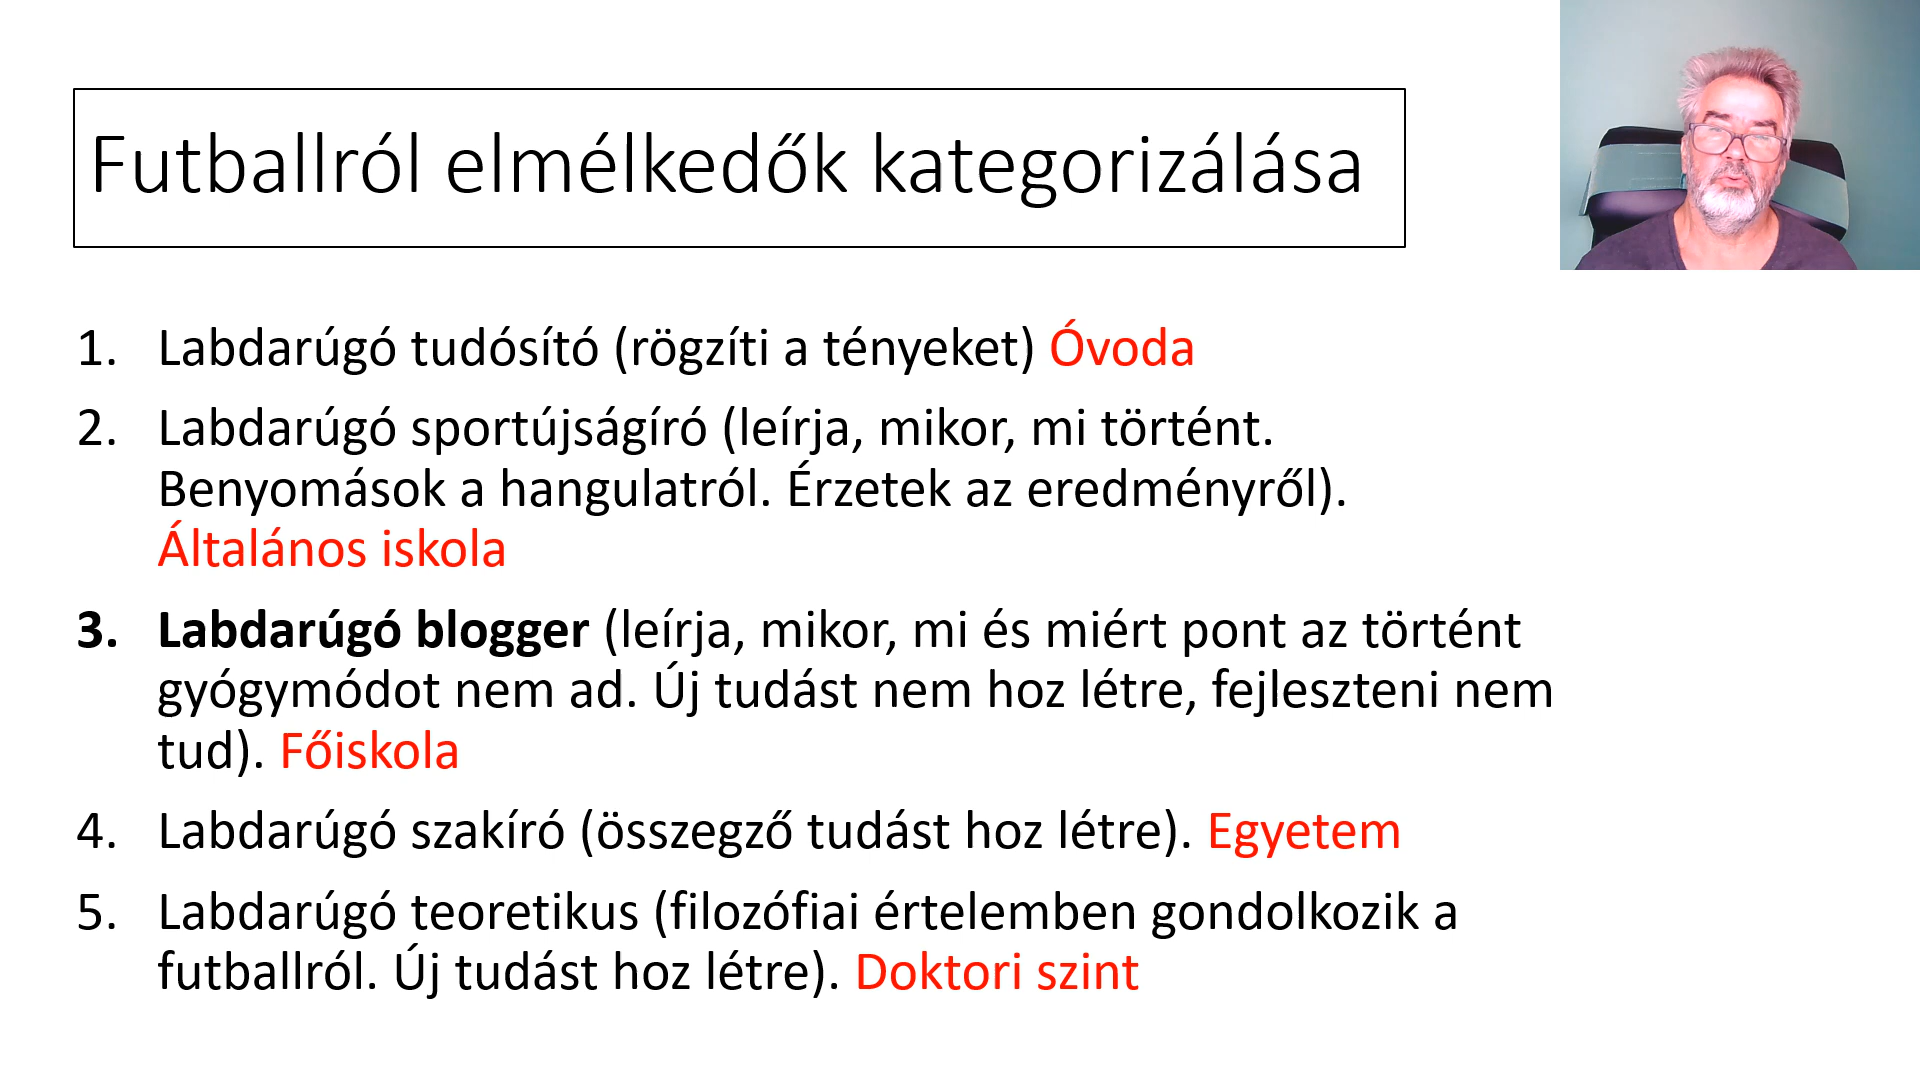 Futballról elmélkedők kategorizálása
1. Labdarúgó tudósító (rögzíti a tényeket) Óvoda
2. Labdarúgó sportújságíró (leírja, mikor, mi történt.
Benyomások a hangulatról. Érzetek az eredményről).
Általános iskola
3. Labdarúgó blogger (leírja, mikor, mi és miért pont az történt
gyógymódot nem ad. Új tudást nem hoz létre, fejleszteni nem
tud). Főiskola
4. Labdarúgó szakíró (összegző tudást hoz létre). Egyetem
5. Labdarúgó teoretikus (filozófiai értelemben gondolkozik a
futballról. Új tudást hoz létre). Doktori szint